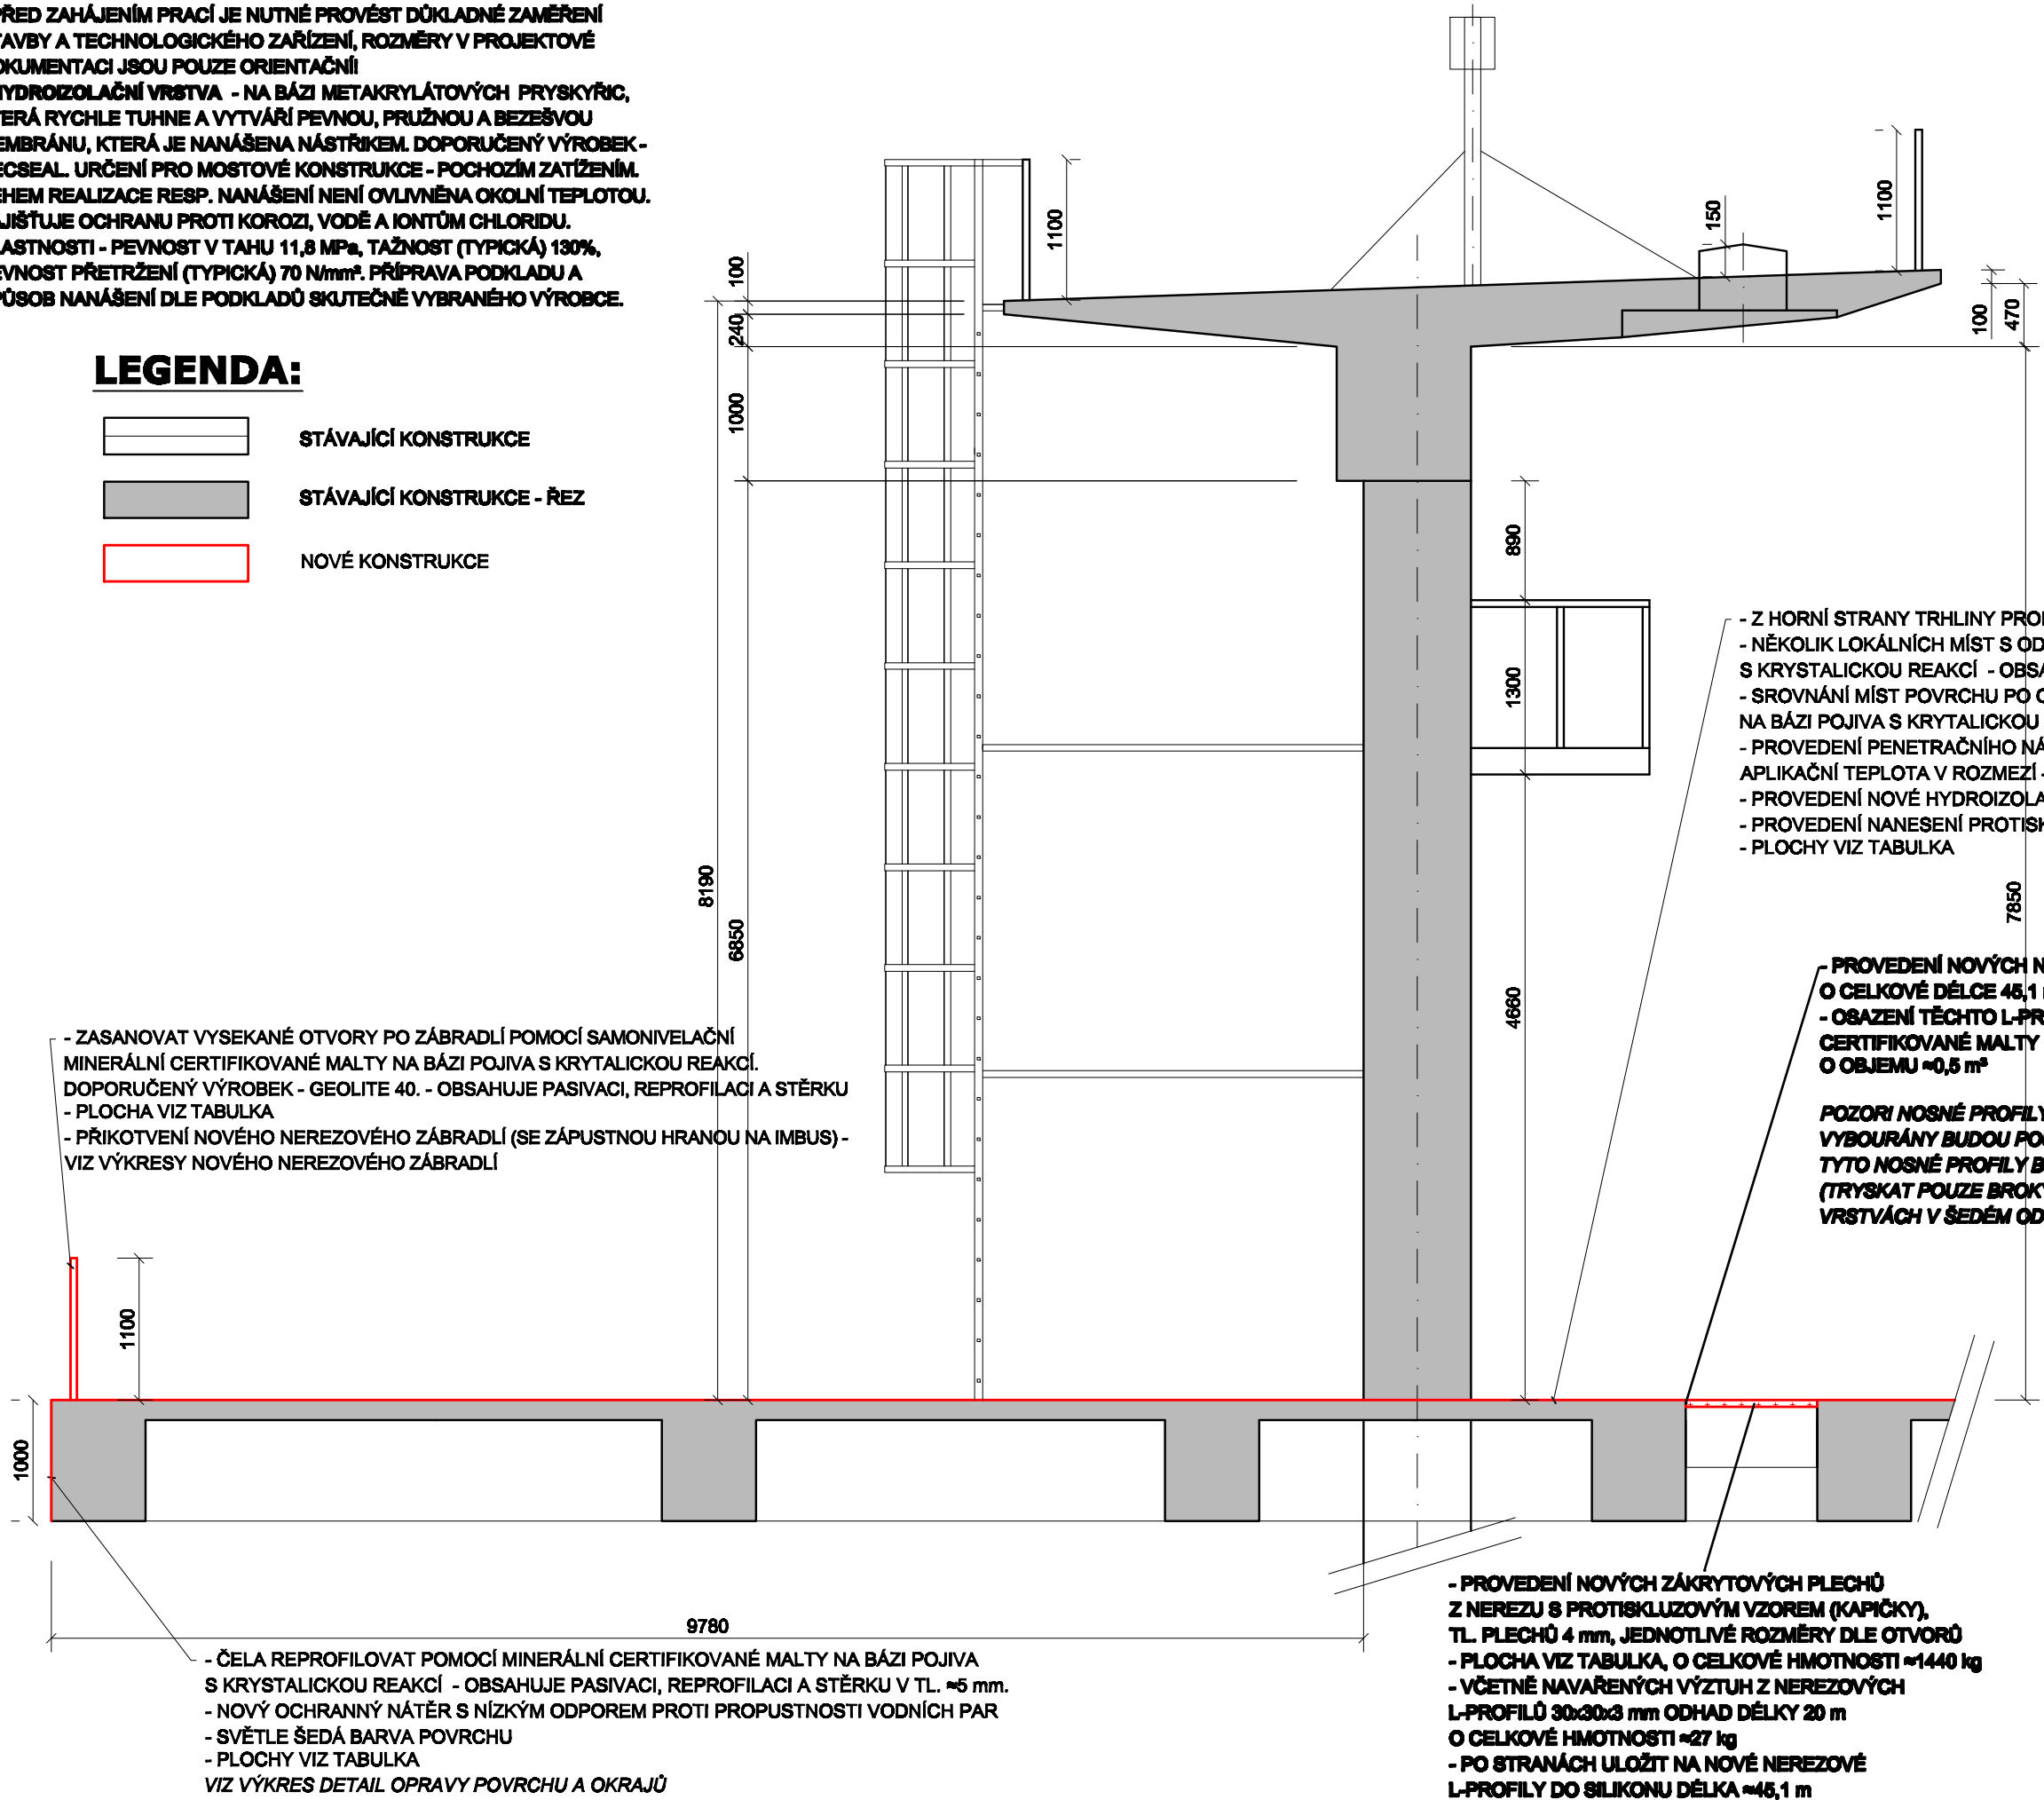 PŘED ZAHÁJENÍM PRACÍ JE NUTNÉ PROVÉST DŮKLADNÉ ZAMĚŘENÍ
TAVBY A TECHNOLOGICKÉHO ZAŘÍZENÍ, ROZMĚRY V PROJEKTOVÉ
OKUMENTACI JSOU POUZE ORIENTAČNÍ!
HYDROIZOLAČNÍ VRSTVA - NA BÁZI METAKRYLÁTOVÝCH PRYSKYŘIC,
TERÁ RYCHLE TUHNE A VYTVÁŘÍ PEVNOU, PRUŽNOU A BEZEŠVOU
EMBRÁNU, KTERÁ JE NANÁŠENA NÁSTŘIKEM. DOPORUČENÝ VÝROBEK -
ECSEAL. URČENÍ PRO MOSTOVÉ KONSTRUKCE - POCHOZÍM ZATÍŽENÍM.
ĚHEM REALIZACE RESP. NANÁŠENÍ NENÍ OVLIVNĚNA OKOLNÍ TEPLOTOU.
AJIŠŤUJE OCHRANU PROTI KOROZI, VODĚ A IONTŮM CHLORIDU.
LASTNOSTI - PEVNOST V TAHU 11,8 MPa, TAŽNOST (TYPICKÁ) 130%,
EVNOST PŘETRŽENÍ (TYPICKÁ) 70 N/mm². PŘÍPRAVA PODKLADU A
PŮSOB NANÁŠENÍ DLE PODKLADŮ SKUTEČNĚ VYBRANÉHO VÝROBCE.
LEGENDA:
STÁVAJÍCÍ KONSTRUKCE
STÁVAJÍCÍ KONSTRUKCE - ŘEZ
NOVÉ KONSTRUKCE
1100
150
1100
100
240
1000
100
470
890
1300
8190
6850
4660
7850
- Z HORNÍ STRANY TRHLINY PRO
- NĚKOLIK LOKÁLNÍCH MÍST S OD
S KRYSTALICKOU REAKCÍ - OBSA
- SROVNÁNÍ MÍST POVRCHU PO O
NA BÁZI POJIVA S KRYTALICKOU
- PROVEDENÍ PENETRAČNÍHO NÁ
APLIKAČNÍ TEPLOTA V ROZMEZÍ -
- PROVEDENÍ NOVÉ HYDROIZOLA
- PROVEDENÍ NANESENÍ PROTISK
- PLOCHY VIZ TABULKA
- PROVEDENÍ NOVÝCH N
O CELKOVÉ DÉLCE 45,1
- OSAZENÍ TĚCHTO L-PR
CERTIFIKOVANÉ MALTY
O OBJEMU ≈0,5 m³
POZOR! NOSNÉ PROFILY
VYBOURÁNY BUDOU POU
TYTO NOSNÉ PROFILY B
(TRYSKAT POUZE BROKY
VRSTVÁCH V ŠEDÉM OD
- ZASANOVAT VYSEKANÉ OTVORY PO ZÁBRADLÍ POMOCÍ SAMONIVELAČNÍ
MINERÁLNÍ CERTIFIKOVANÉ MALTY NA BÁZI POJIVA S KRYTALICKOU REAKCÍ.
DOPORUČENÝ VÝROBEK - GEOLITE 40. - OBSAHUJE PASIVACI, REPROFILACI A STĚRKU
- PLOCHA VIZ TABULKA
- PŘIKOTVENÍ NOVÉHO NEREZOVÉHO ZÁBRADLÍ (SE ZÁPUSTNOU HRANOU NA IMBUS) -
VIZ VÝKRESY NOVÉHO NEREZOVÉHO ZÁBRADLÍ
1100
1000
9780
- ČELA REPROFILOVAT POMOCÍ MINERÁLNÍ CERTIFIKOVANÉ MALTY NA BÁZI POJIVA
S KRYSTALICKOU REAKCÍ - OBSAHUJE PASIVACI, REPROFILACI A STĚRKU V TL. ≈5 mm.
- NOVÝ OCHRANNÝ NÁTĚR S NÍZKÝM ODPOREM PROTI PROPUSTNOSTI VODNÍCH PAR
- SVĚTLE ŠEDÁ BARVA POVRCHU
- PLOCHY VIZ TABULKA
VIZ VÝKRES DETAIL OPRAVY POVRCHU A OKRAJŮ
- PROVEDENÍ NOVÝCH ZÁKRYTOVÝCH PLECHŮ
Z NEREZU S PROTISKLUZOVÝM VZOREM (KAPIČKY),
TL. PLECHŮ 4 mm, JEDNOTLIVÉ ROZMĚRY DLE OTVORŮ
- PLOCHA VIZ TABULKA, O CELKOVÉ HMOTNOSTI ≈1440 kg
- VČETNĚ NAVAŘENÝCH VÝZTUH Z NEREZOVÝCH
L-PROFILŮ 30x30x3 mm ODHAD DÉLKY 20 m
O CELKOVÉ HMOTNOSTI ≈27 kg
- PO STRANÁCH ULOŽIT NA NOVÉ NEREZOVÉ
L-PROFILY DO SILIKONU DÉLKA ≈45,1 m